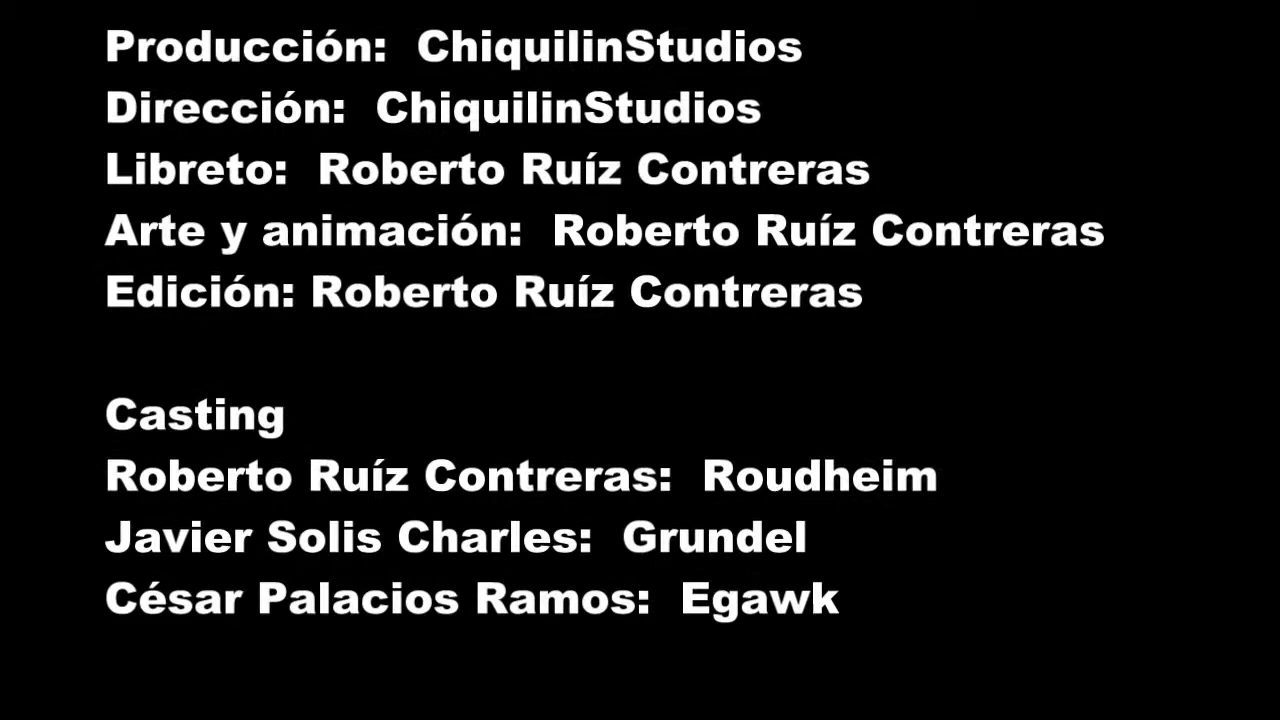 Producción:  ChiquilinStudios
Dirección:  ChiquilinStudios
Libreto:  Roberto Ruíz Contreras
Arte y animación:  Roberto Ruíz Contreras
Edición: Roberto Ruíz Contreras
Casting
Roberto Ruíz Contreras:  Roudheim
Javier Solis Charles:  Grundel
César Palacios Ramos:  Egawk